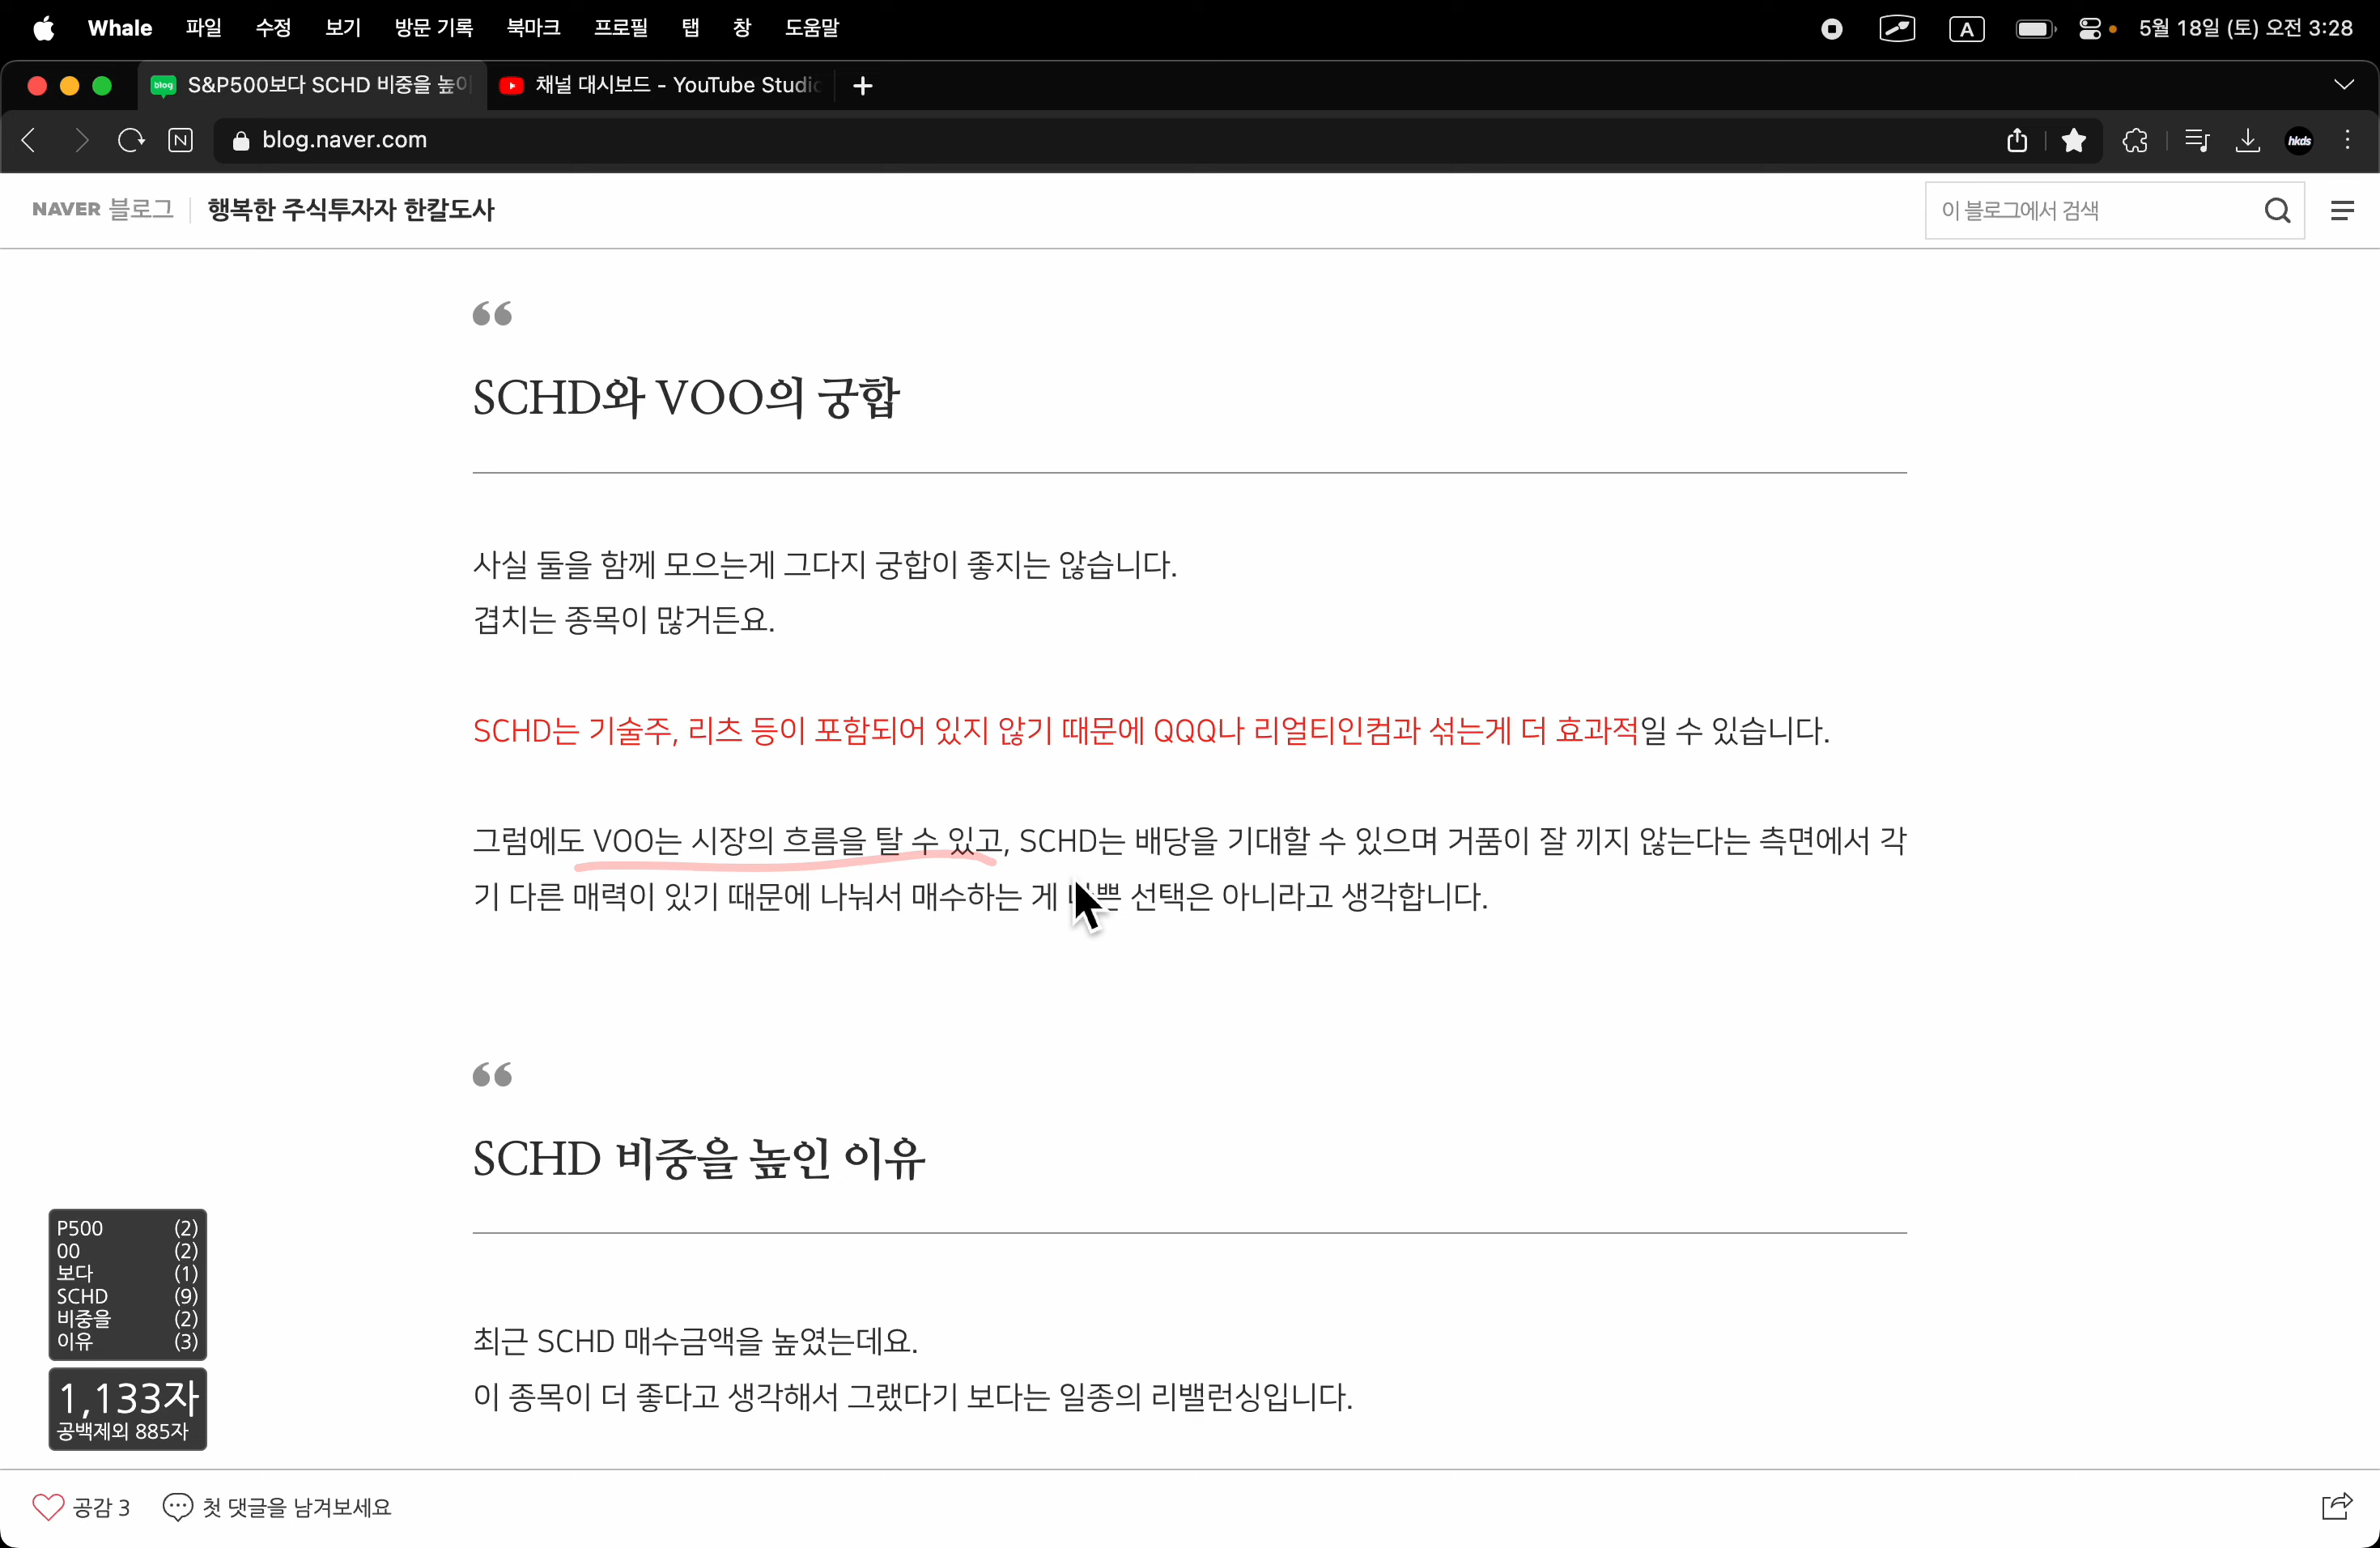 Whale 파일 수정 보기 방문 기록 북마크 프로필 탭 창 도움말 A 5월 18일 (토) 오전 3:28
blog S&P500보다 SCHD 비중을 높이 채널 대시보드 - YouTube Studio
N blog.naver.com hkds
NAVER 블로그 행복한 주식투자자 한칼도사 이 블로그에서 검색
SCHD와 VOO의 궁합
사실 둘을 함께 모으는게 그다지 궁합이 좋지는 않습니다.
겹치는 종목이 많거든요.
SCHD는 기술주, 리츠 등이 포함되어 있지 않기 때문에 QQQ나 리얼티인컴과 섞는게 더 효과적일 수 있습니다.
그럼에도 VOO는 시장의 흐름을 탈 수 있고, SCHD는 배당을 기대할 수 있으며 거품이 잘 끼지 않는다는 측면에서 각
기 다른 매력이 있기 때문에 나눠서 매수하는 게 선택은 아니라고 생각합니다.
SCHD 비중을 높인 이유
최근 SCHD 매수금액을 높였는데요.
이 종목이 더 좋다고 생각해서 그랬다기 보다는 일종의 리밸런싱입니다.
P500 (2)
00 (2)
보다 (1)
SCHD (9)
비중을 (2)
이유 (3)
1,133자
공백제외 885자
공감 3 첫 댓글을 남겨보세요